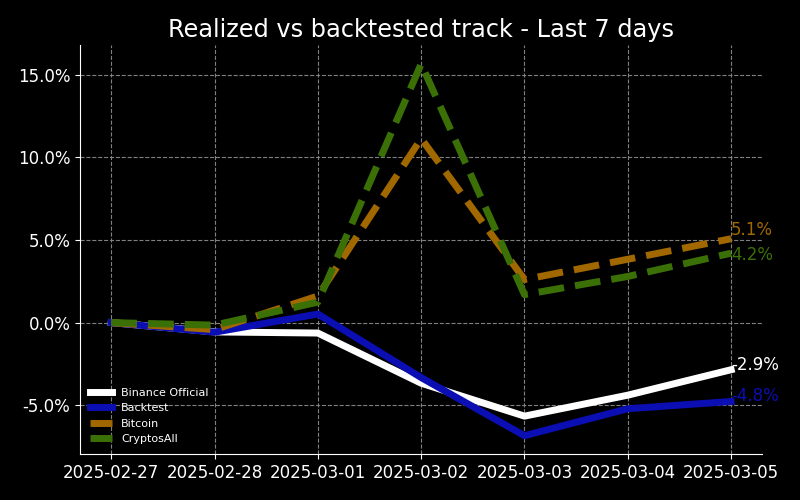 Realized vs backtested track - Last 7 days
15.0%
10.0%
5.0%
0.0%
-5.0%
5.1%
4.2%
-2.9%
-4.8%
Binance Official
Backtest
Bitcoin
CryptosAll
2025-02-27 2025-02-28 2025-03-01 2025-03-02 2025-03-03 2025-03-04 2025-03-05